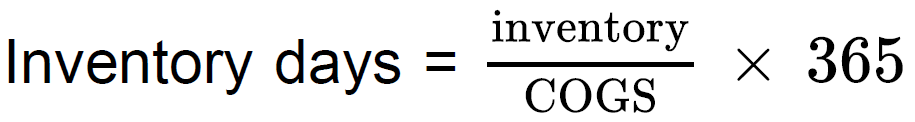 Inventory days = inventory / COGS × 365